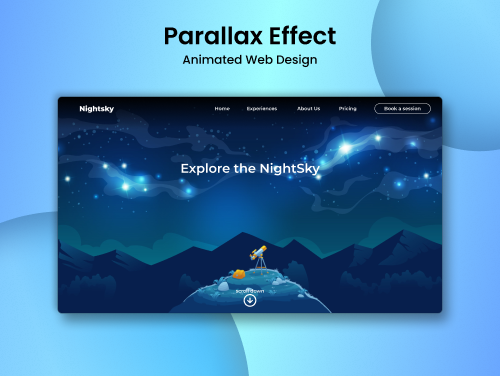 Parallax Effect
Animated Web Design
Nightsky Home Experiences About Us Pricing Book a session
Explore the NightSky
scroll down